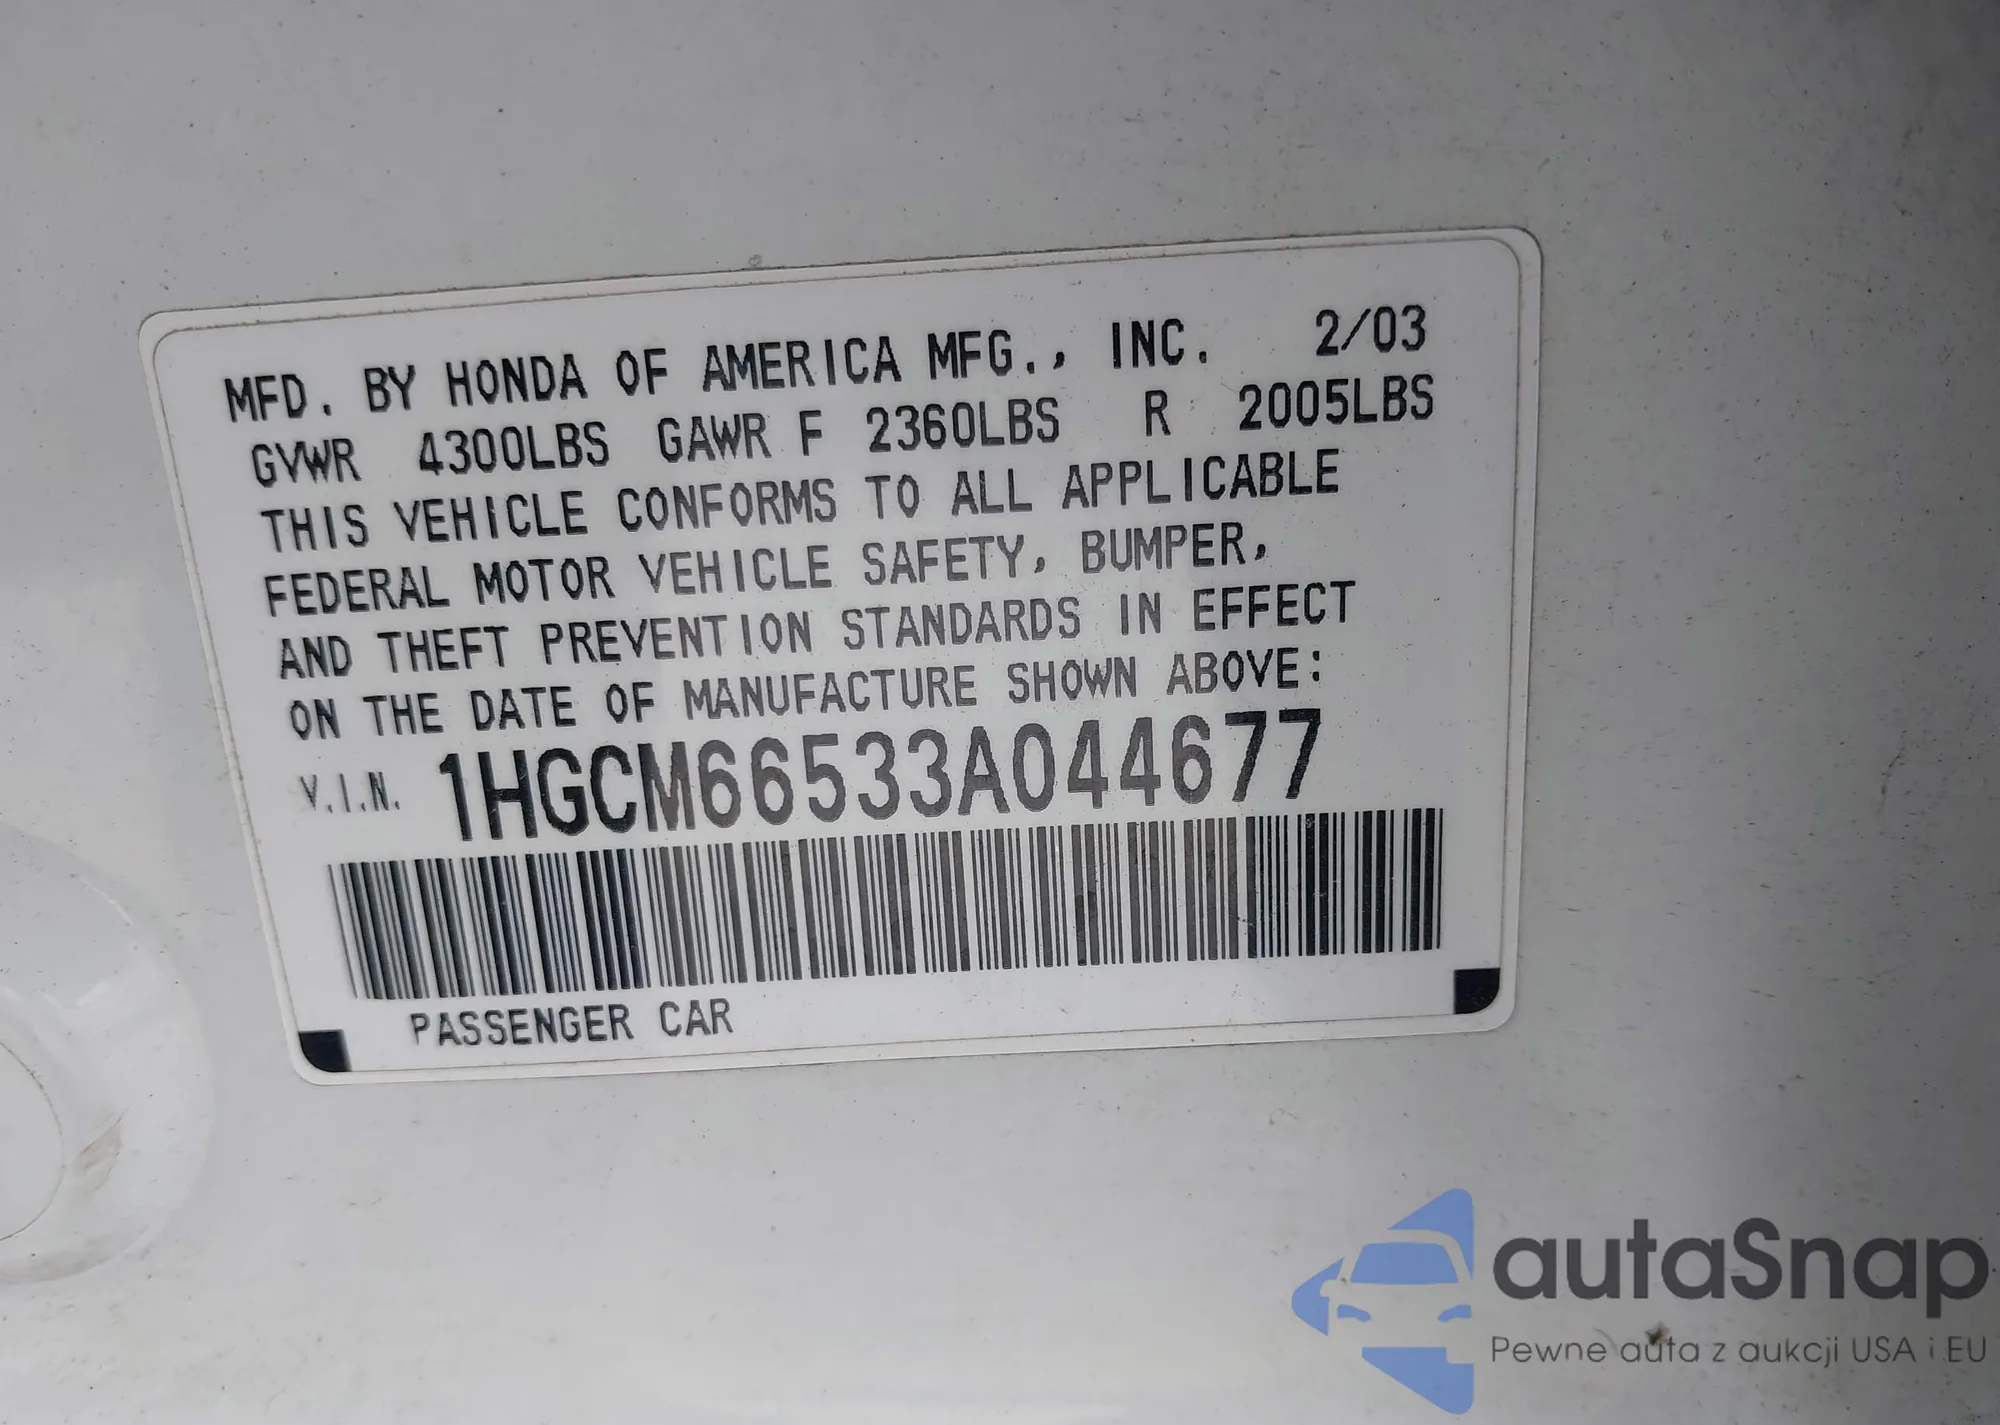 MFD. BY HONDA OF AMERICA MFG., INC. 2/03
GVWR 4300LBS GAWR F 2360LBS R 2005LBS
THIS VEHICLE CONFORMS TO ALL APPLICABLE
FEDERAL MOTOR VEHICLE SAFETY, BUMPER,
AND THEFT PREVENTION STANDARDS IN EFFECT
ON THE DATE OF MANUFACTURE SHOWN ABOVE:
V.I.N. 1HGCM66533A044677
PASSENGER CAR
autaSnap
Pewne auta z aukcji USA i EU